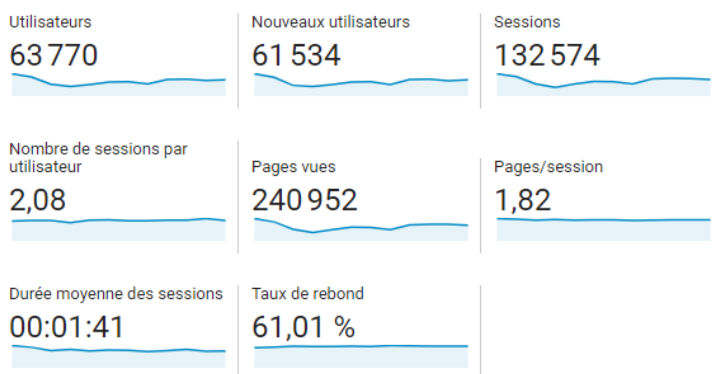 Utilisateurs
63 770
Nouveaux utilisateurs
61 534
Sessions
132 574
Nombre de sessions par
utilisateur
2,08
Pages vues
240 952
Pages/session
1,82
Durée moyenne des sessions
00:01:41
Taux de rebond
61,01 %